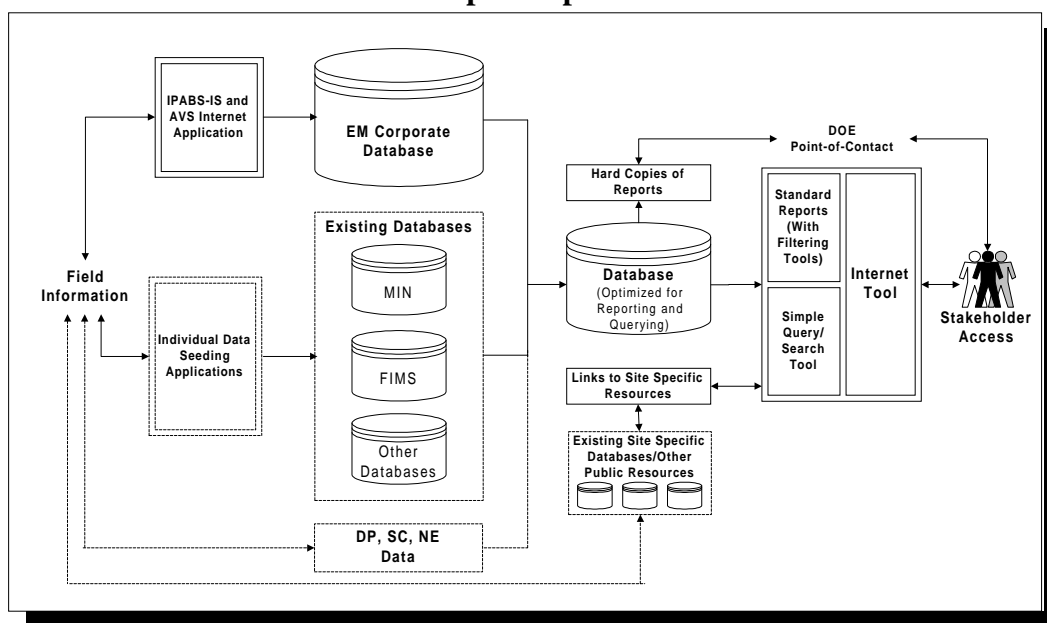 IPABS-IS and
AVS Internet
Application
EM Corporate
Database
DOE
Point-of-Contact
Hard Copies of
Reports
Existing Databases
MIN
FIMS
Other
Databases
Field
Information
Individual Data
Seeding
Applications
Database
(Optimized for
Reporting and
Querying)
Standard
Reports
(With
Filtering
Tools)
Simple
Query/
Search
Tool
Internet
Tool
Stakeholder
Access
Links to Site Specific
Resources
Existing Site Specific
Databases/Other
Public Resources
DP, SC, NE
Data